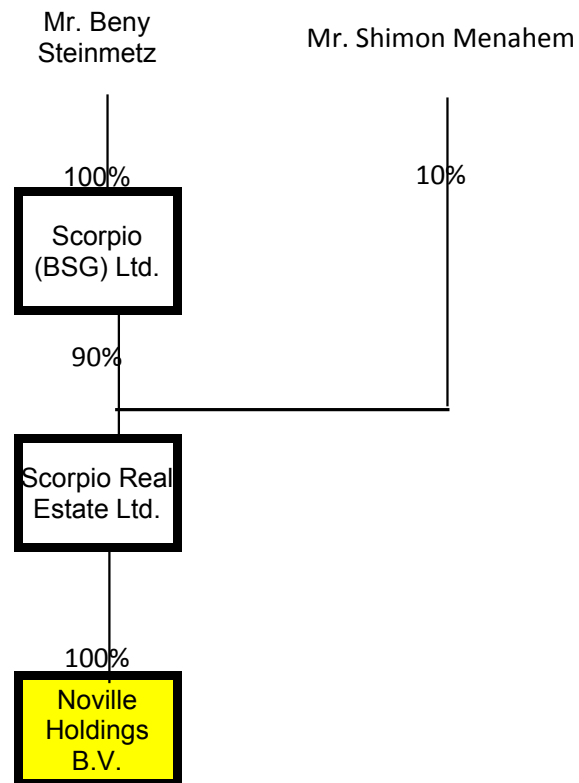 Mr. Beny
Steinmetz
Mr. Shimon Menahem
100%
10%
Scorpio
(BSG) Ltd.
90%
Scorpio Real
Estate Ltd.
100%
Noville
Holdings
B.V.